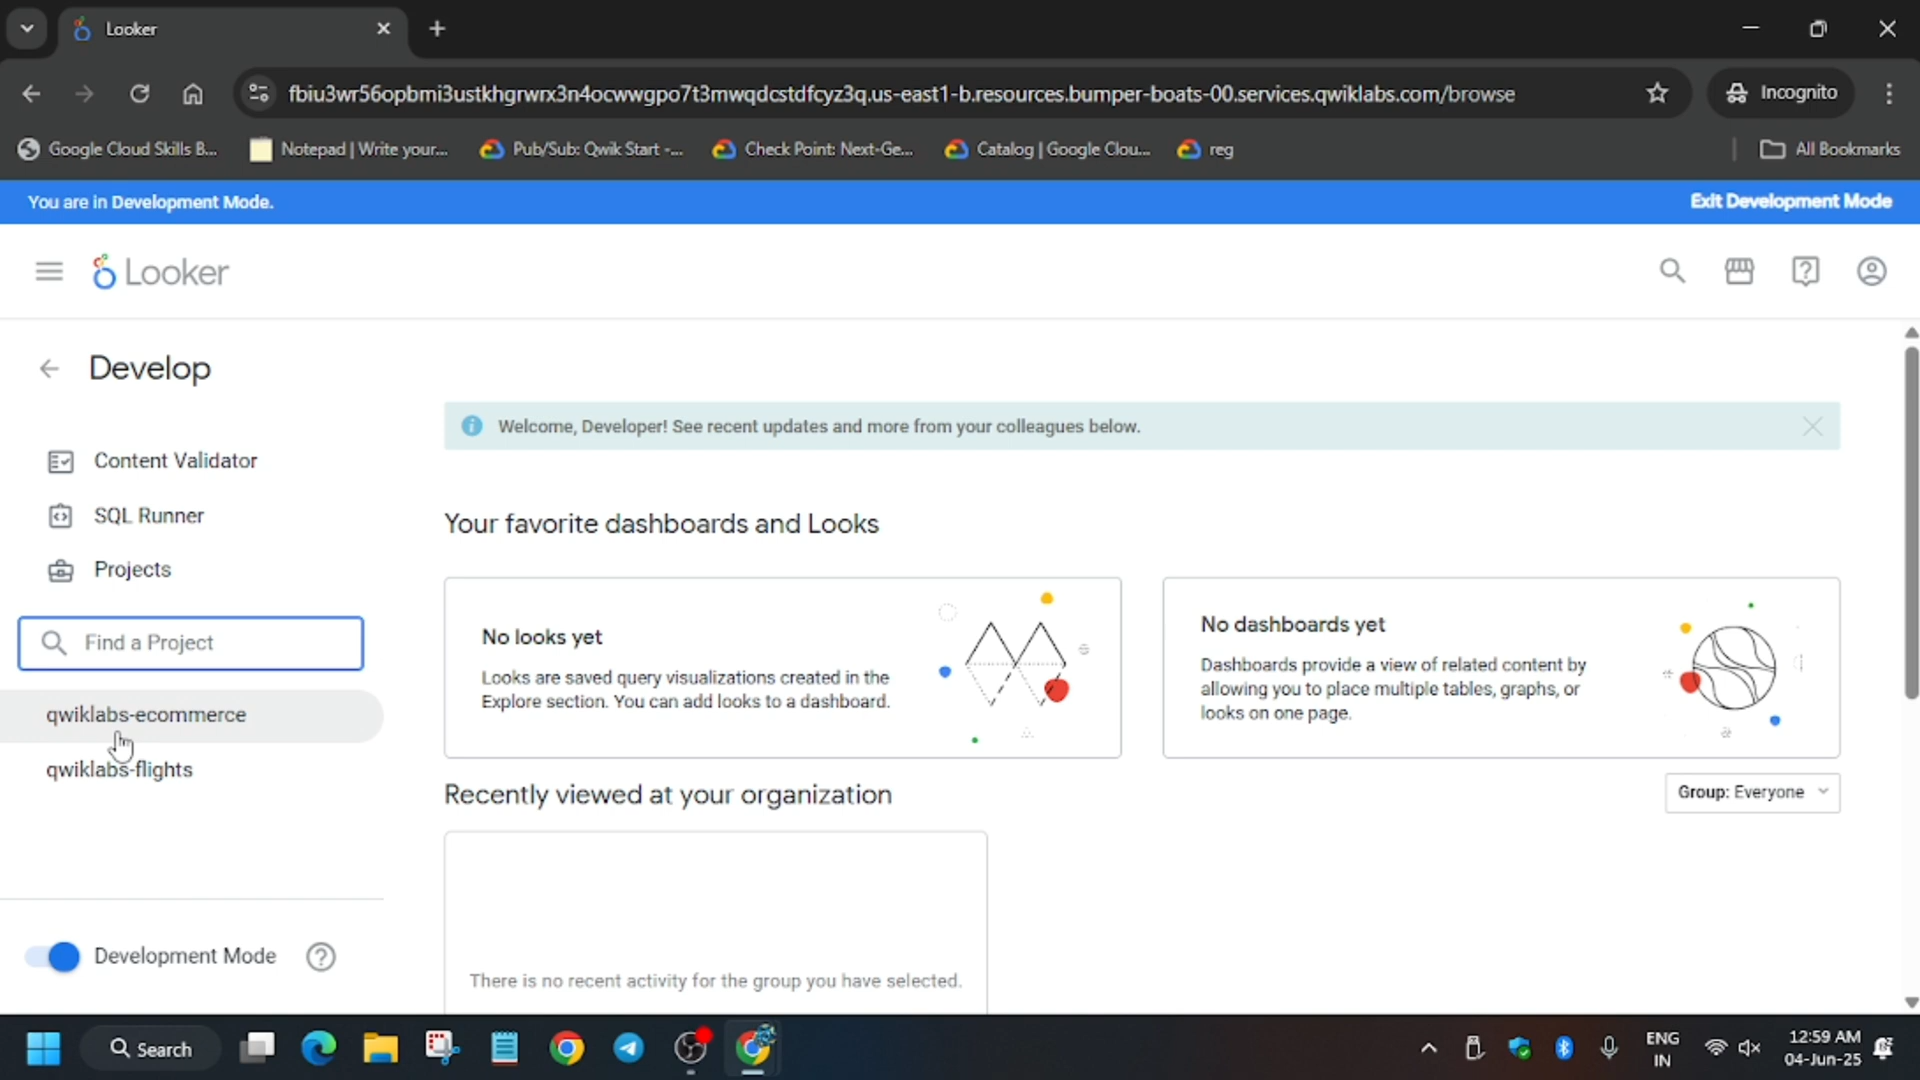 Looker
fbiu3wr56opbmi3ustkhgrwrx3n4ocwwgpo7t3mwqdcstdfcyz3q.us-east1-b.resources.bumper-boats-00.services.qwiklabs.com/browse
Incognito
Google Cloud Skills B...
Notepad | Write your...
Pub/Sub: Qwik Start -...
Check Point: Next-Ge...
Catalog | Google Clou...
reg
All Bookmarks
You are in Development Mode.
Exit Development Mode
Looker
Develop
Content Validator
SQL Runner
Projects
Find a Project
qwiklabs-ecommerce
qwiklabs-flights
Development Mode
Welcome, Developer! See recent updates and more from your colleagues below.
Your favorite dashboards and Looks
No looks yet
Looks are saved query visualizations created in the
Explore section. You can add looks to a dashboard.
No dashboards yet
Dashboards provide a view of related content by
allowing you to place multiple tables, graphs, or
looks on one page.
Recently viewed at your organization
Group: Everyone
There is no recent activity for the group you have selected.
Search
ENG
IN
12:59 AM
04-Jun-25